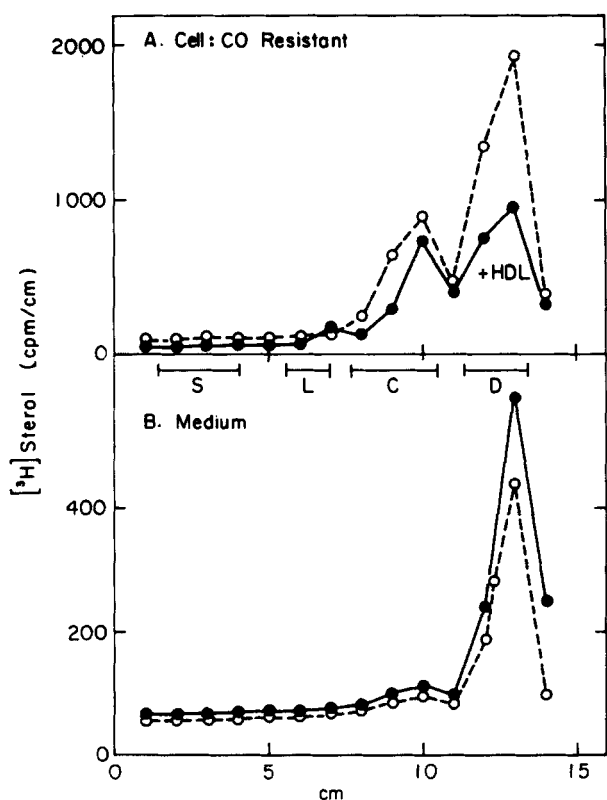 A. Cell: CO Resistant
2000
1000
0
+HDL
S L C D
B. Medium
400
200
0
0 5 10 15
cm
[³H] Sterol (cpm/cm)